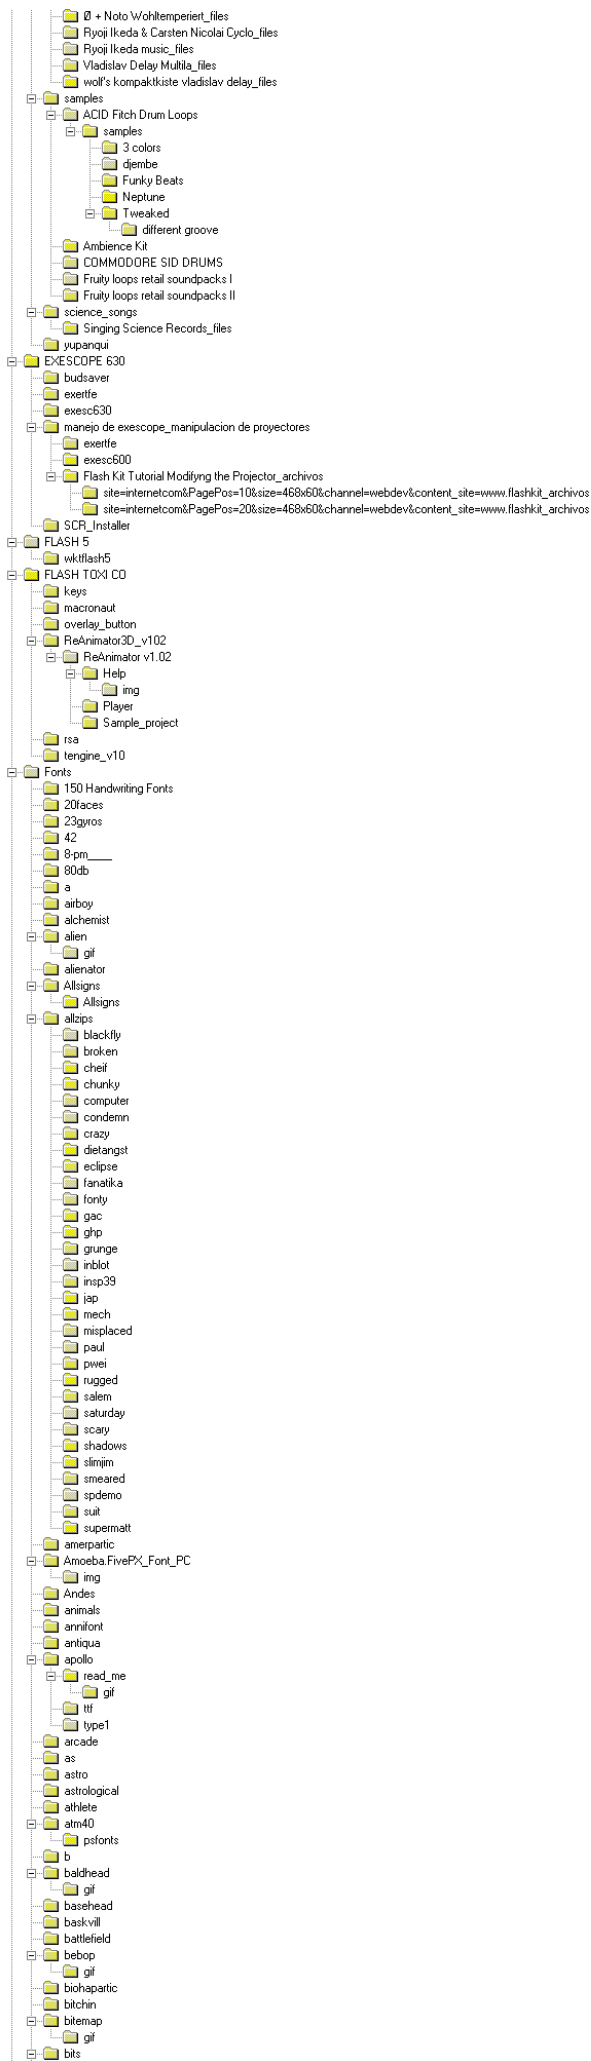 Ø + Noto Wohltemperiert_files
Ryoji Ikeda & Carsten Nicolai Cyclo_files
Ryoji Ikeda music_files
Vladislav Delay Multila_files
wolf's kompaktkiste vladislav delay_files
samples
ACID Fitch Drum Loops
samples
3 colors
djembe
Funky Beats
Neptune
Tweaked
different groove
Ambience Kit
COMMODORE SID DRUMS
Fruity loops retail soundpacks I
Fruity loops retail soundpacks II
science_songs
Singing Science Records_files
yupanqui
EXESCOPE 630
budsaver
exertfe
exesc630
manejo de exescope_manipulacion de proyectores
exertfe
exesc600
Flash Kit Tutorial Modifyng the Projector_archivos
site=internetcom&PagePos=10&size=468x60&channel=webdev&content_site=www.flashkit_archivos
site=internetcom&PagePos=20&size=468x60&channel=webdev&content_site=www.flashkit_archivos
SCR_Installer
FLASH 5
wktflash5
FLASH TOXI CO
keys
macronaut
overlay_button
ReAnimator3D_v102
ReAnimator v1.02
Help
img
Player
Sample_project
rsa
tengine_v10
Fonts
150 Handwriting Fonts
20faces
23gyros
42
8-pm____
80db
a
airboy
alchemist
alien
gif
alienator
Allsigns
Allsigns
allzips
blackfly
broken
cheif
chunky
computer
condemn
crazy
dietangst
eclipse
fanatika
fonty
gac
ghp
grunge
inblot
insp39
jap
mech
misplaced
paul
pwei
rugged
salem
saturday
scary
shadows
slimjim
smeared
spdemo
suit
supermatt
amerpartic
Amoeba.FivePX_Font_PC
img
Andes
animals
annifont
antiqua
apollo
read_me
gif
ttf
type1
arcade
as
astro
astrological
athlete
atm40
psfonts
b
baldhead
gif
basehead
baskvill
battlefield
bebop
gif
biohapartic
bitchin
bitemap
gif
bits